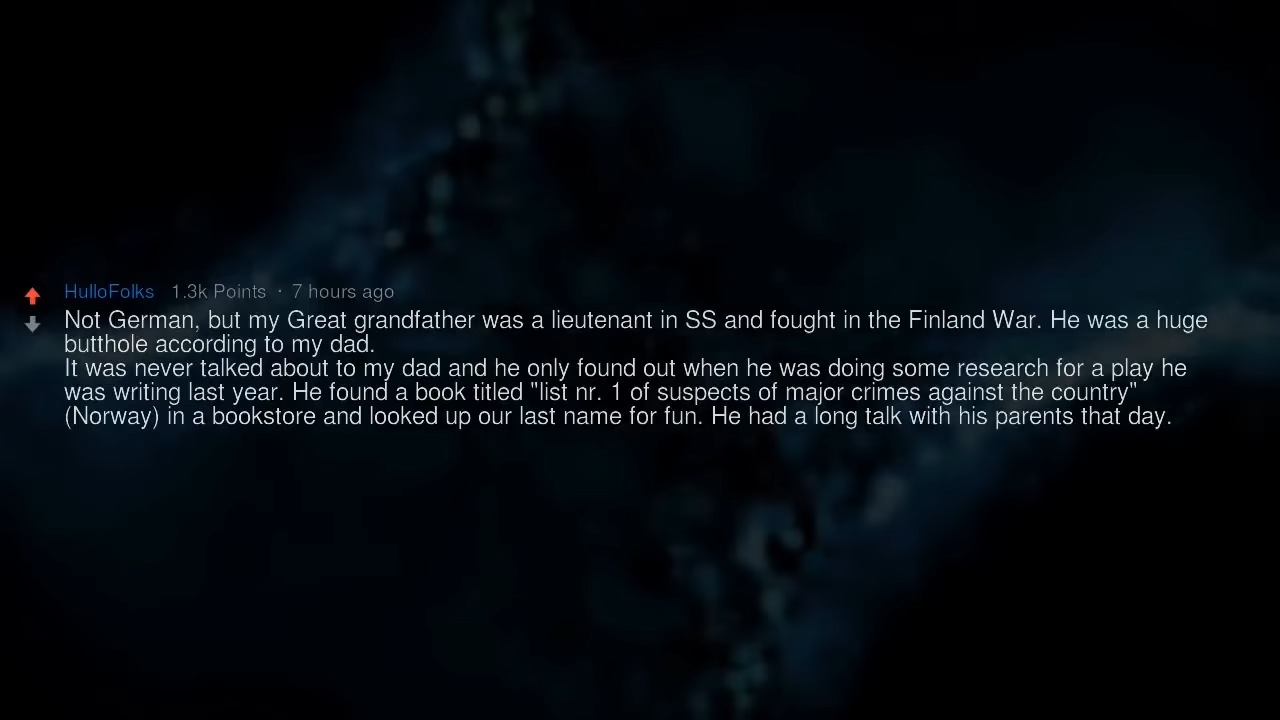 HulloFolks 1.3k Points · 7 hours ago
Not German, but my Great grandfather was a lieutenant in SS and fought in the Finland War. He was a huge
butthole according to my dad.
It was never talked about to my dad and he only found out when he was doing some research for a play he
was writing last year. He found a book titled "list nr. 1 of suspects of major crimes against the country"
(Norway) in a bookstore and looked up our last name for fun. He had a long talk with his parents that day.